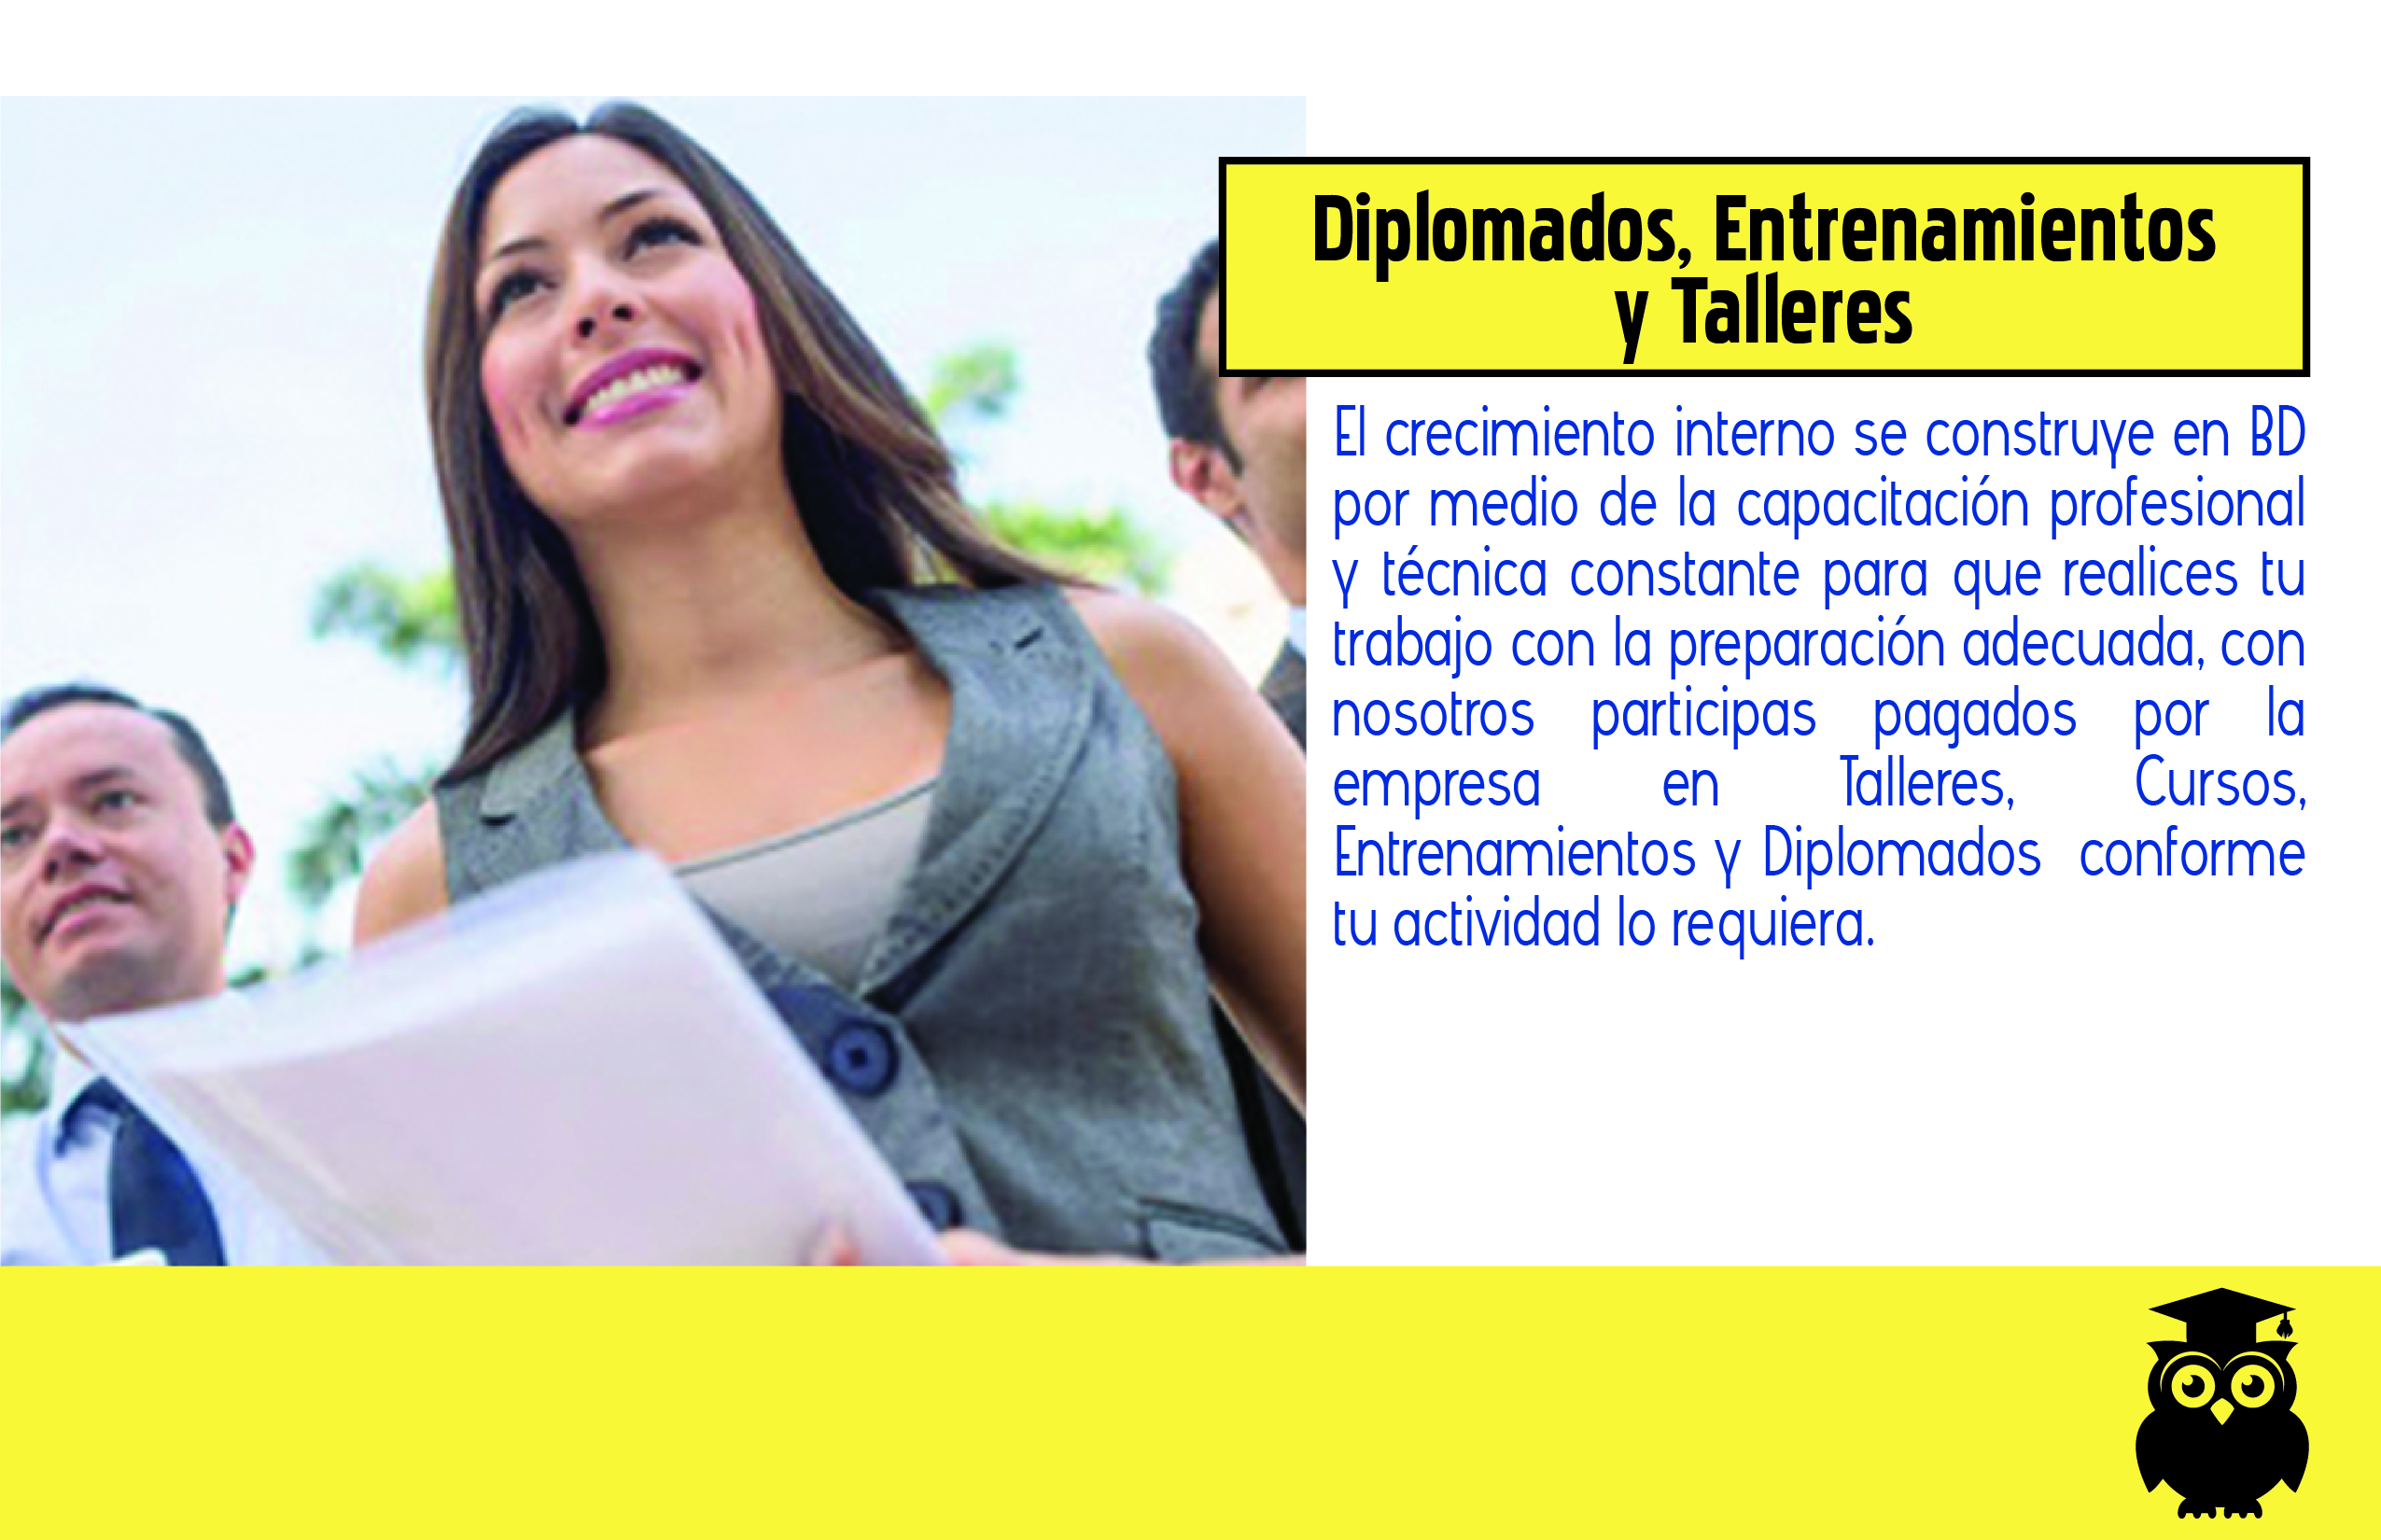 Diplomados, Entrenamientos
y Talleres
El crecimiento interno se construye en BD
por medio de la capacitación profesional
y técnica constante para que realices tu
trabajo con la preparación adecuada, con
nosotros participas pagados por la
empresa en Talleres, Cursos,
Entrenamientos y Diplomados conforme
tu actividad lo requiera.